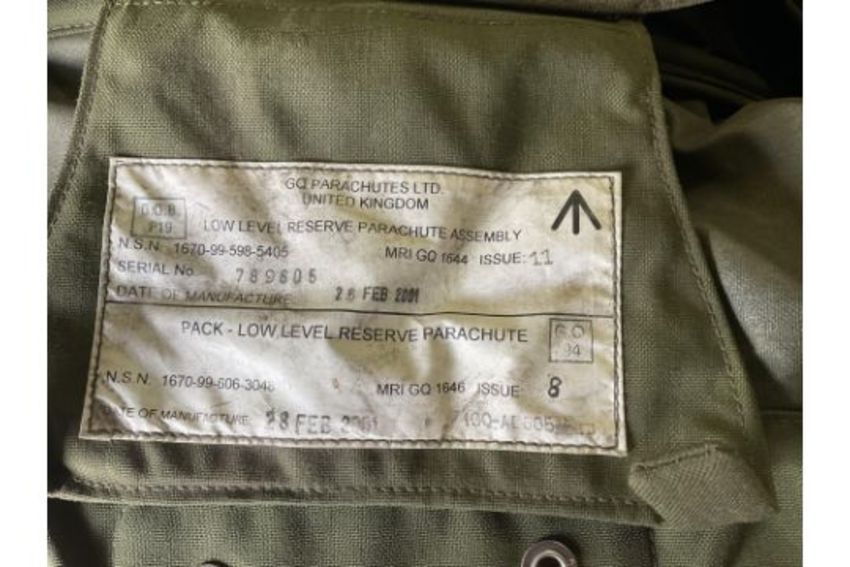 GQ PARACHUTES LTD.
UNITED KINGDOM
LOW LEVEL RESERVE PARACHUTE ASSEMBLY
N.S.N. 1670-99-598-5405 MRI GQ 1644 ISSUE: 11
SERIAL No. 789605
DATE OF MANUFACTURE: 28 FEB 2001
PACK - LOW LEVEL RESERVE PARACHUTE
N.S.N. 1670-99-606-3048 MRI GQ 1646 ISSUE: 8
DATE OF MANUFACTURE: 28 FEB 2001